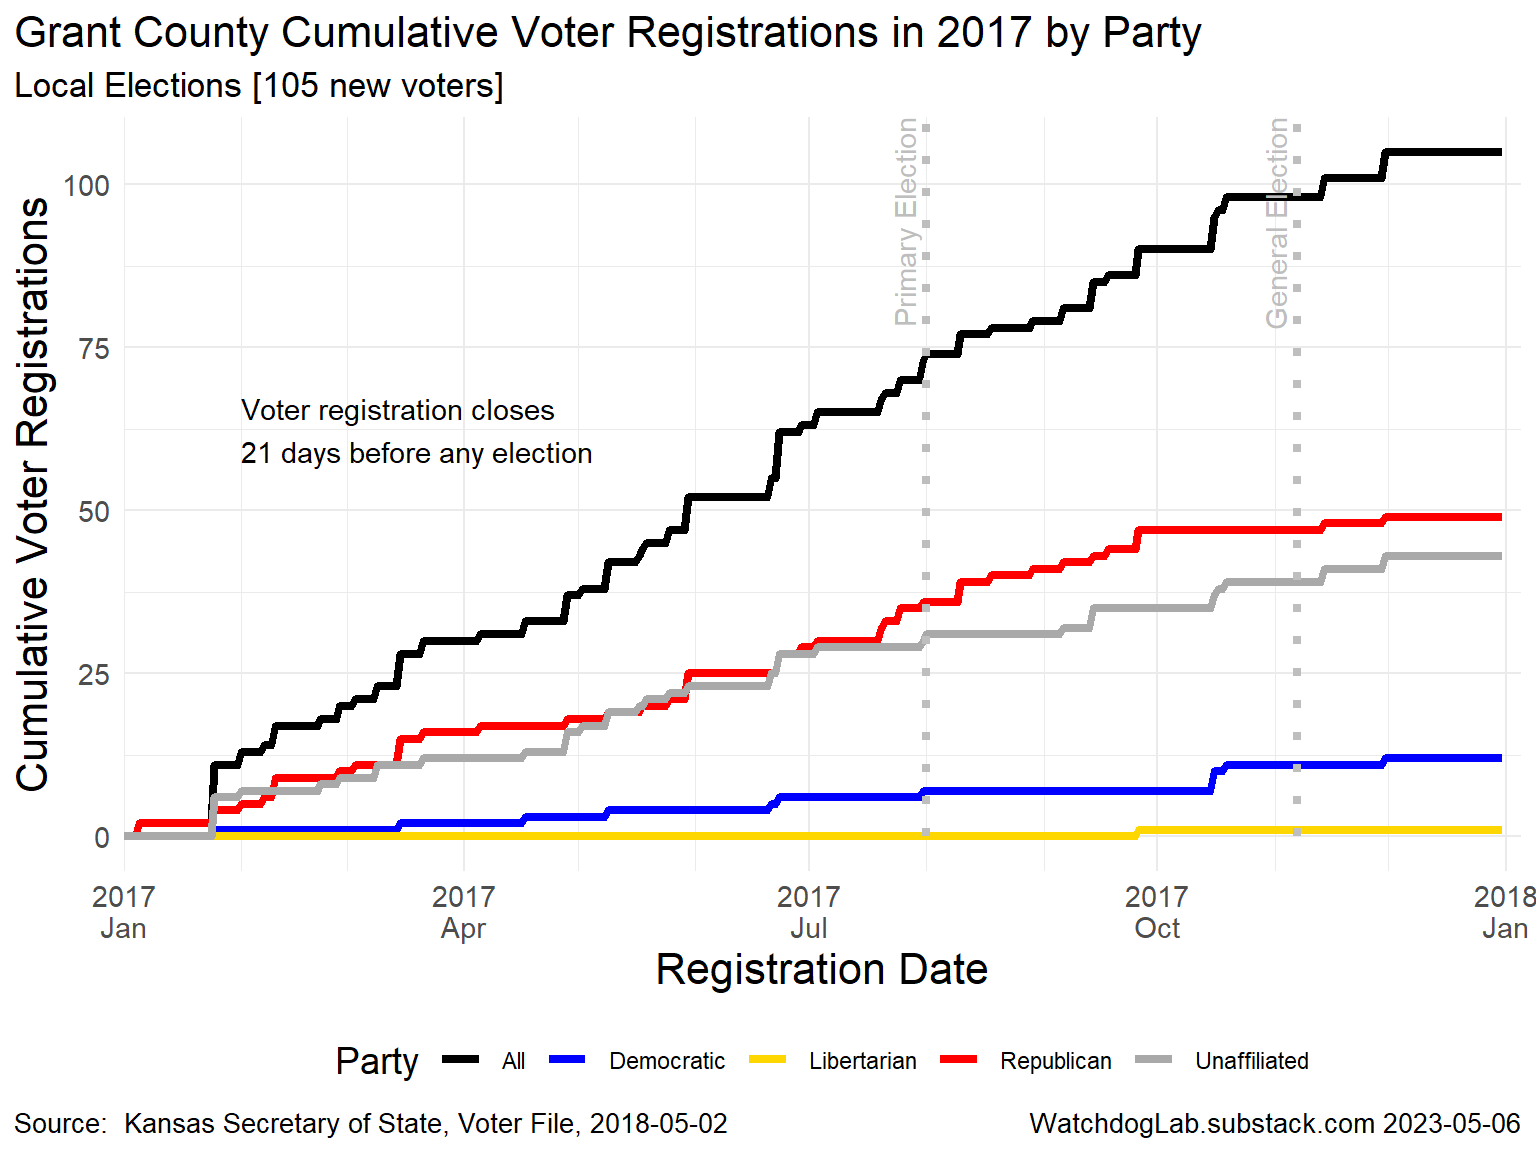 Grant County Cumulative Voter Registrations in 2017 by Party
Local Elections [105 new voters]
Cumulative Voter Registrations
100
75
50
25
0
Primary Election
General Election
Voter registration closes
21 days before any election
2017 2017 2017 2017 2018
Jan Apr Jul Oct Jan
Registration Date
Party All Democratic Libertarian Republican Unaffiliated
Source:  Kansas Secretary of State, Voter File, 2018-05-02
WatchdogLab.substack.com 2023-05-06